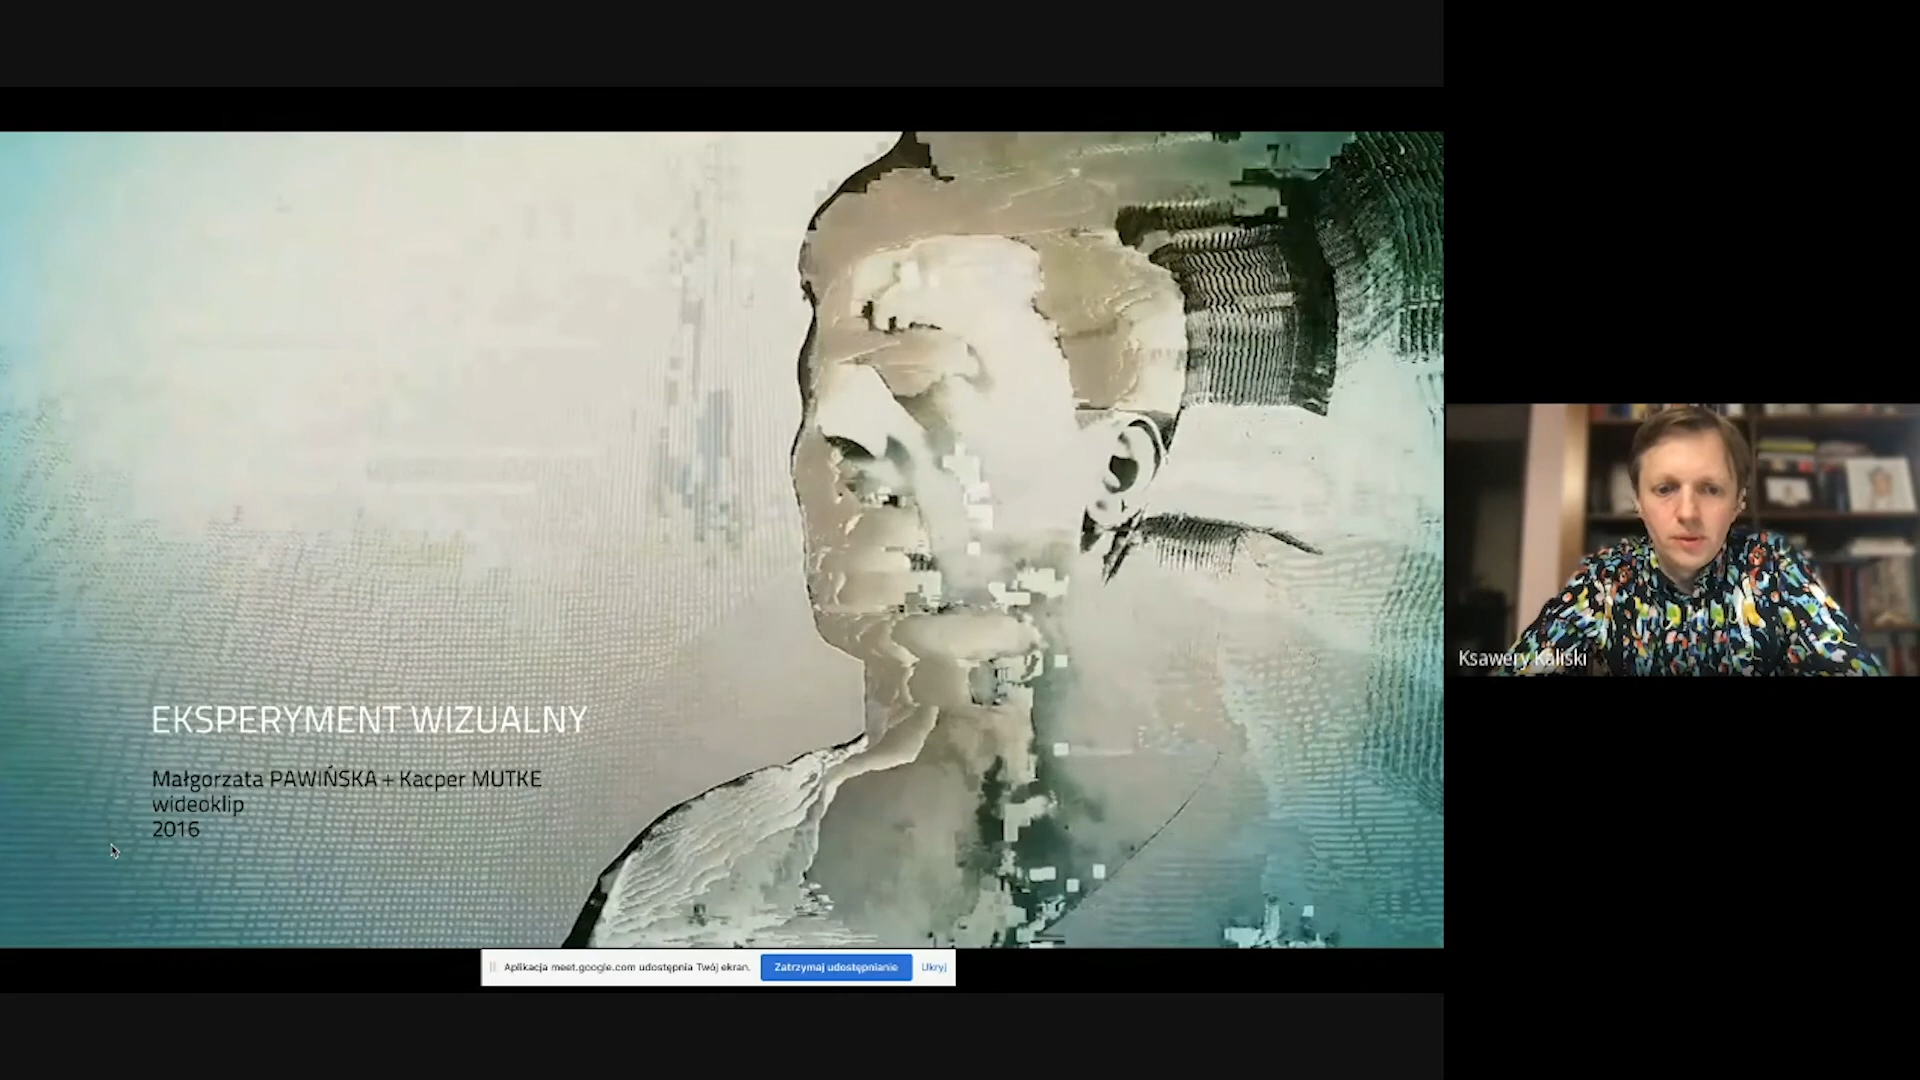 EKSPERYMENT WIZUALNY
Małgorzata PAWIŃSKA + Kacper MUTKE
wideoklip
2016
Aplikacja meet.google.com udostępnia Twój ekran.
Zatrzymaj udostępnianie
Ukryj
Ksawery Kaliski